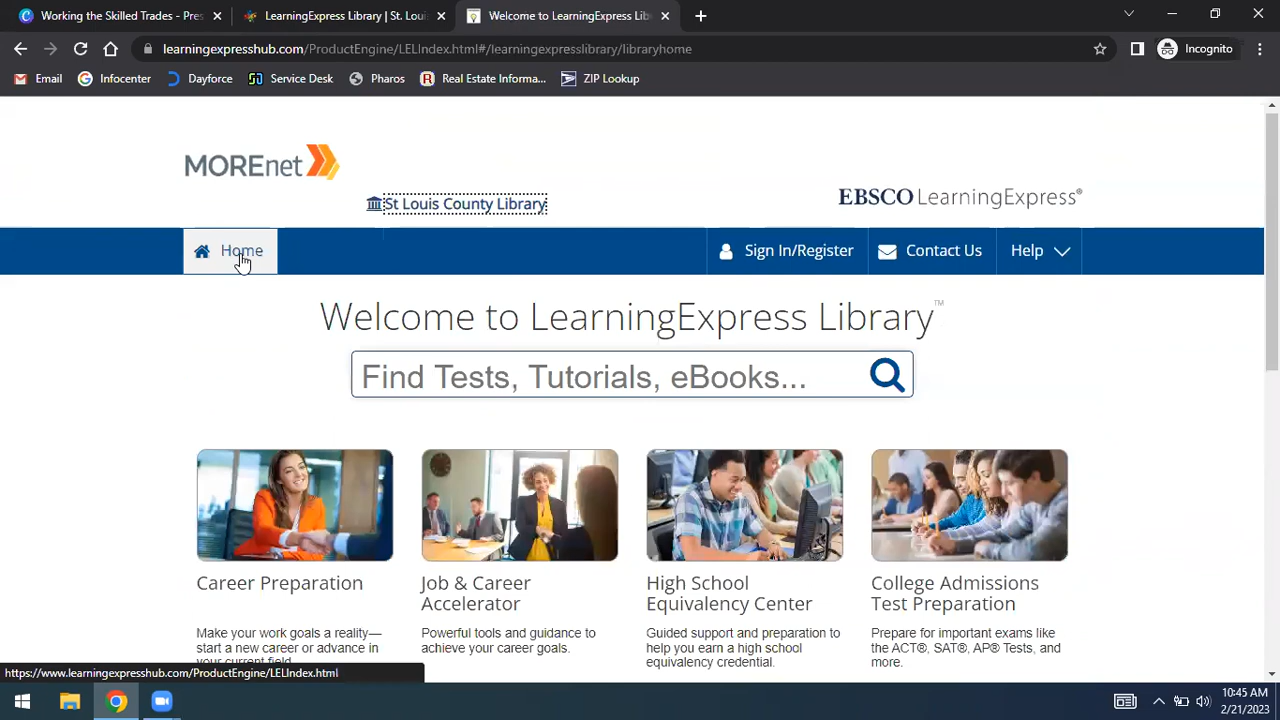 Working the Skilled Trades - Pres
LearningExpress Library | St. Loui
Welcome to LearningExpress Lib
Incognito
learningexpresshub.com/ProductEngine/LELIndex.html#/learningexpresslibrary/libraryhome
Email
Infocenter
Dayforce
Service Desk
Pharos
Real Estate Informa...
ZIP Lookup
MOREnet
St Louis County Library
EBSCO LearningExpress®
Home
Sign In/Register
Contact Us
Help
Welcome to LearningExpress Library™
Find Tests, Tutorials, eBooks...
Career Preparation
Make your work goals a reality—
start a new career or advance in
your current field.
Job & Career
Accelerator
Powerful tools and guidance to
achieve your career goals.
High School
Equivalency Center
Guided support and preparation to
help you earn a high school
equivalency credential.
College Admissions
Test Preparation
Prepare for important exams like
the ACT®, SAT®, AP® Tests, and
more.
https://www.learningexpresshub.com/ProductEngine/LELIndex.html
10:45 AM
2/21/2023